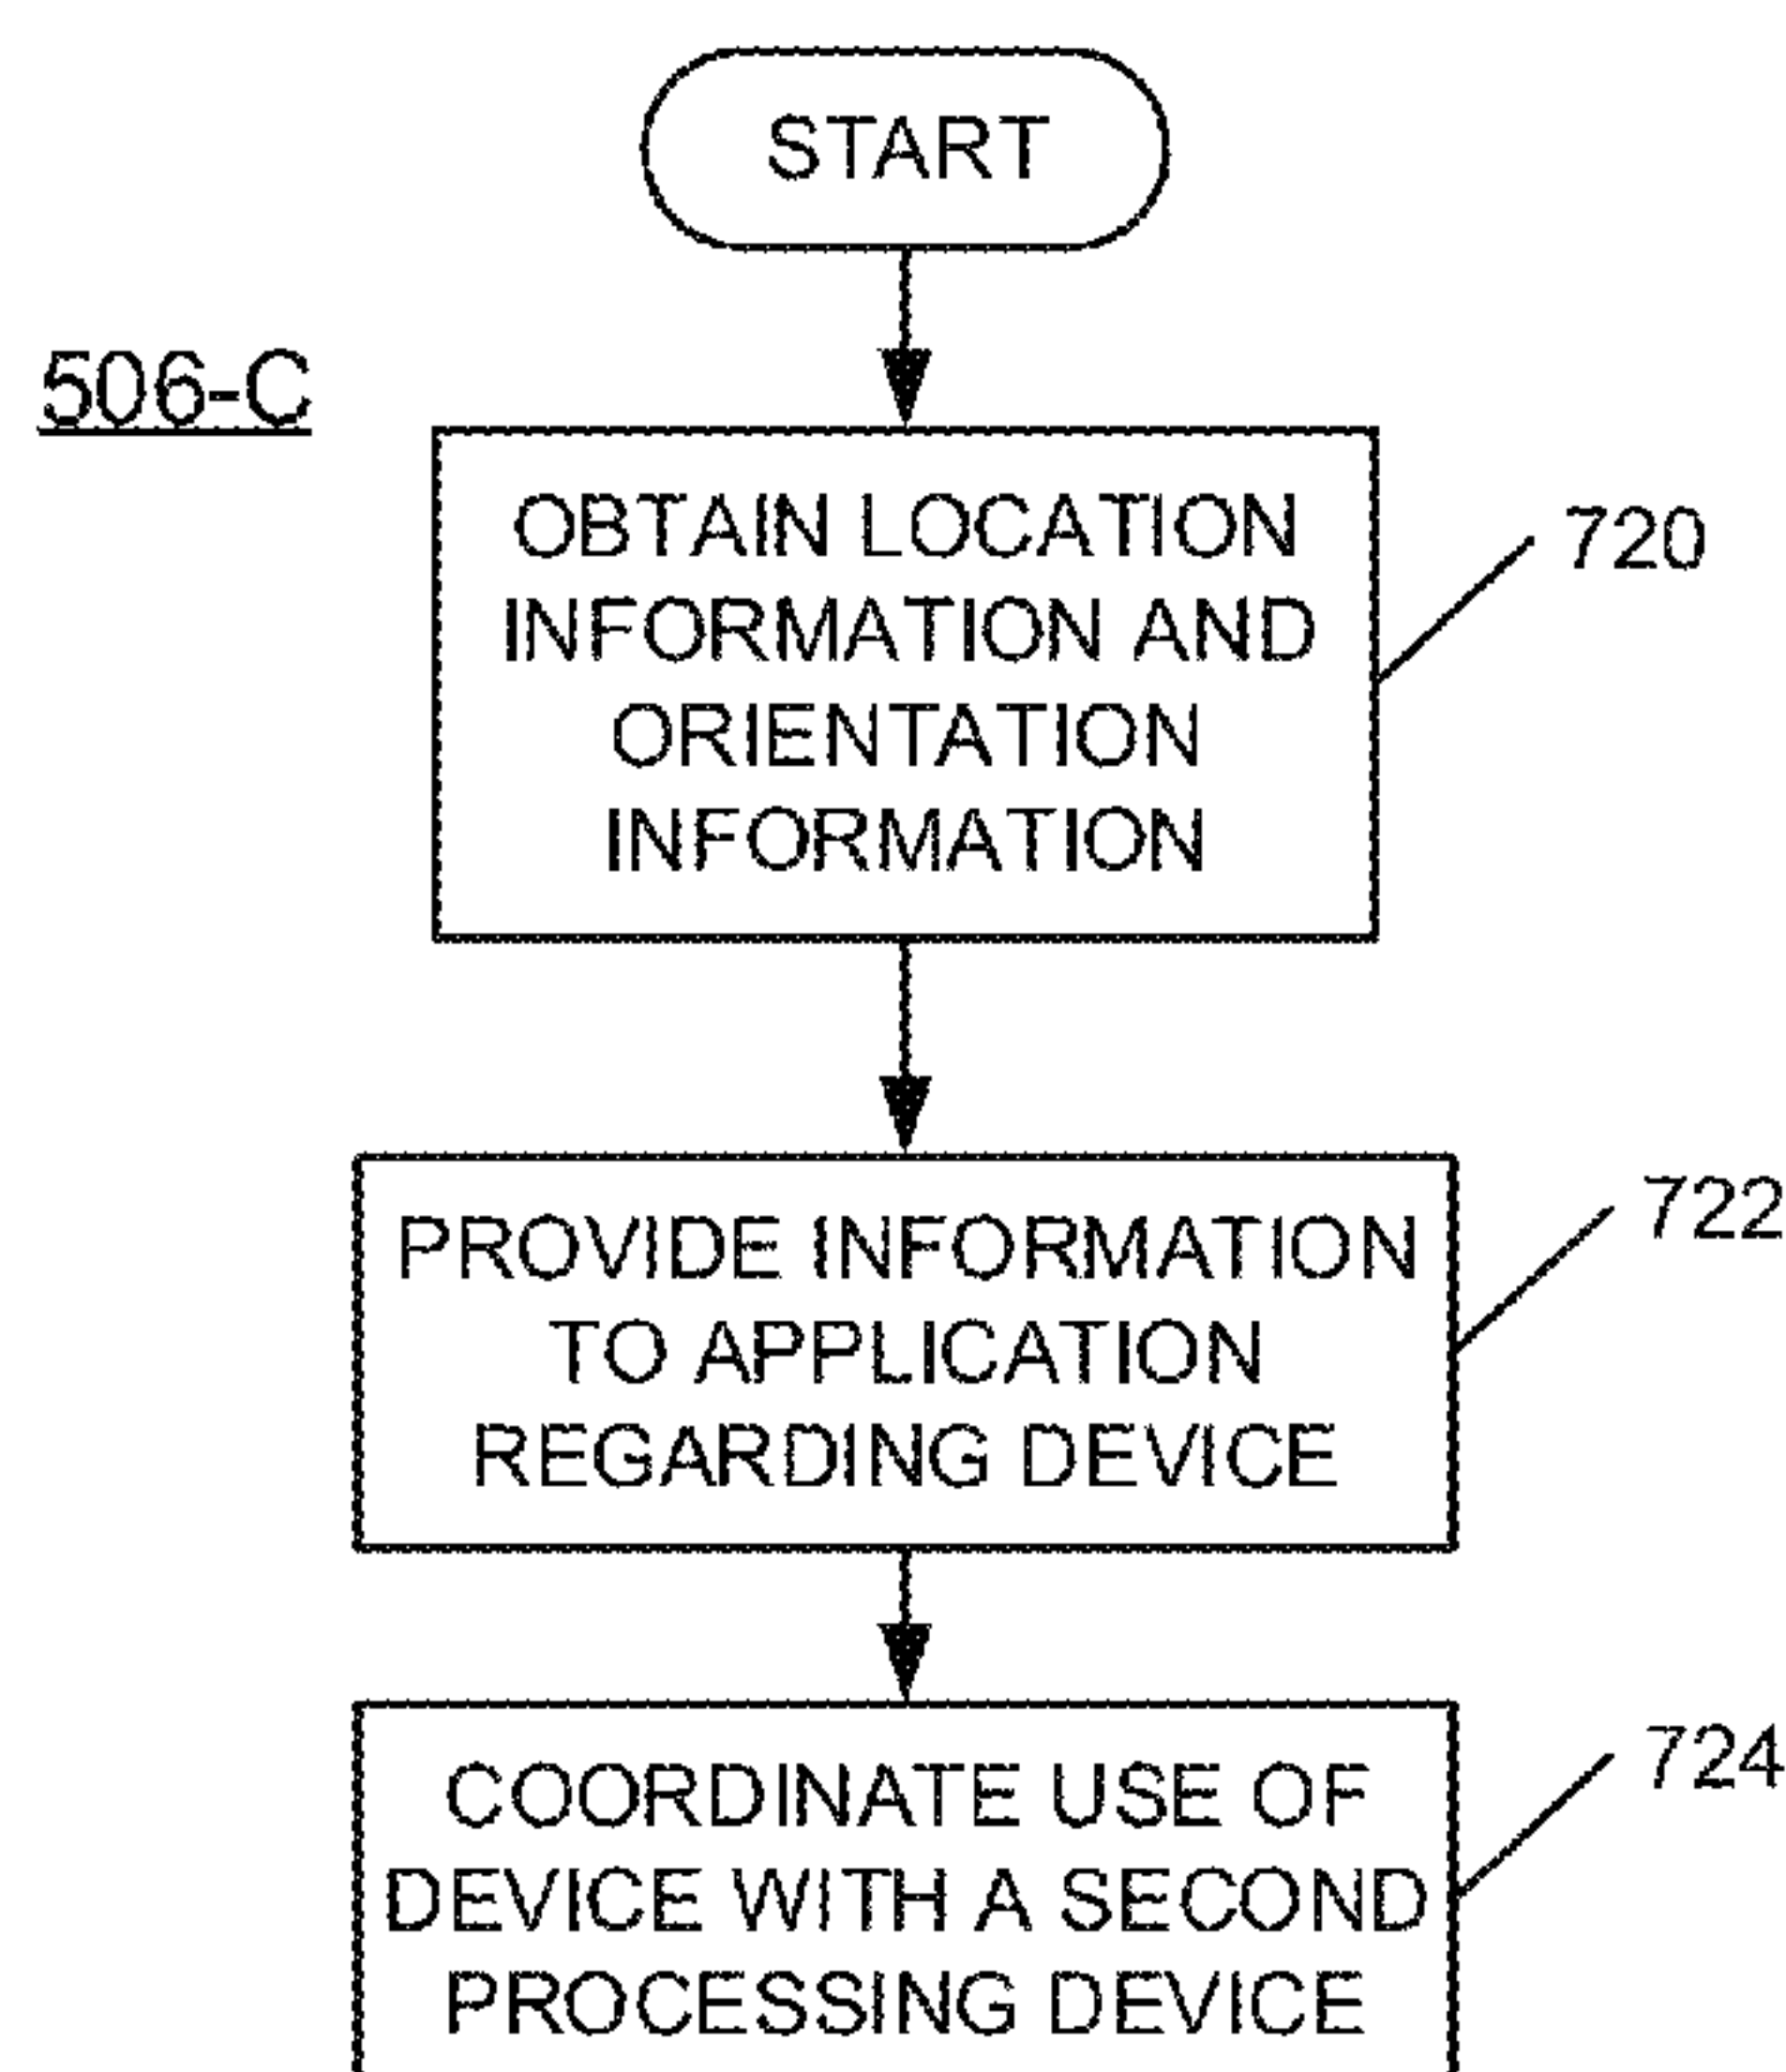 START
506-C
OBTAIN LOCATION
INFORMATION AND
ORIENTATION
INFORMATION
720
PROVIDE INFORMATION
TO APPLICATION
REGARDING DEVICE
722
COORDINATE USE OF
DEVICE WITH A SECOND
PROCESSING DEVICE
724